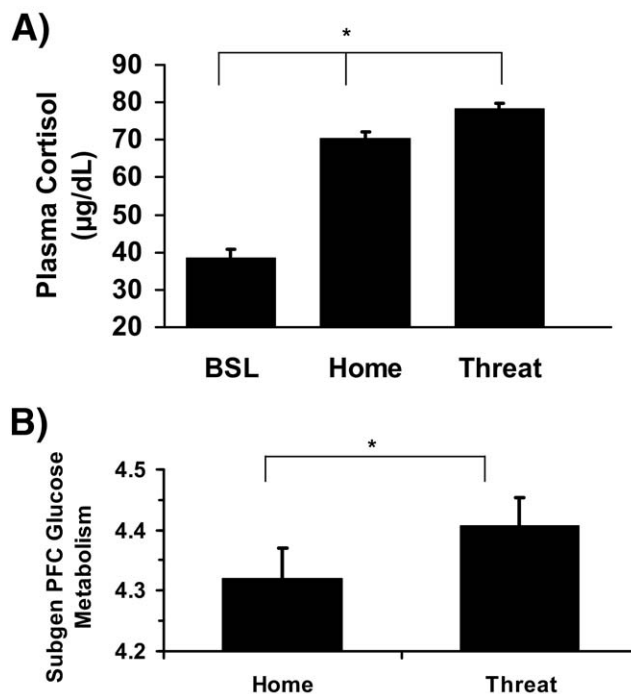 A)
*
Plasma Cortisol
(µg/dL)
90
80
70
60
50
40
30
20
BSL Home Threat
B)
*
Subgen PFC Glucose
Metabolism
4.5
4.4
4.3
4.2
Home Threat